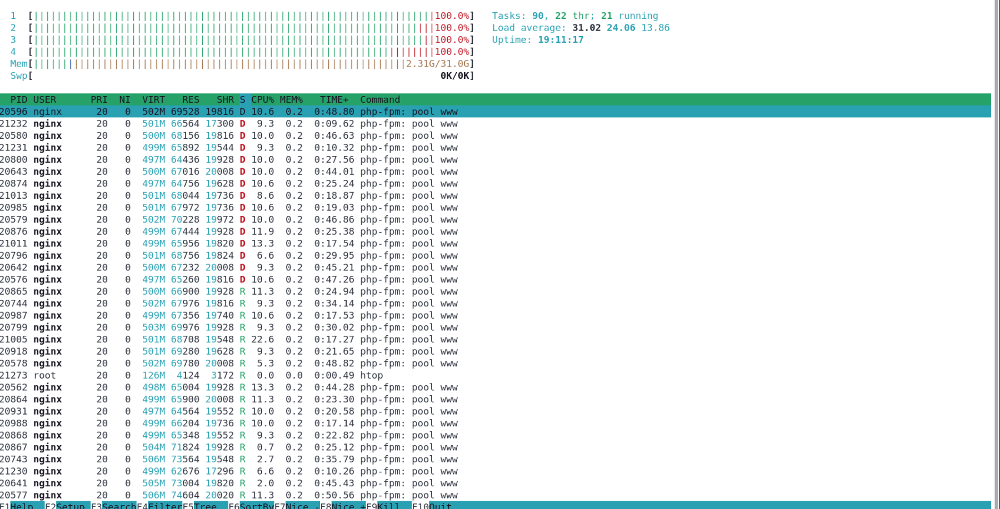 1 [||||||||||||||||||||||||||||||||||||||||||||||||||||||||||||||||||||||100.0%] Tasks: 90, 22 thr; 21 running
2 [||||||||||||||||||||||||||||||||||||||||||||||||||||||||||||||||||||||100.0%] Load average: 31.02 24.06 13.86
3 [||||||||||||||||||||||||||||||||||||||||||||||||||||||||||||||||||||||100.0%] Uptime: 19:11:17
4 [||||||||||||||||||||||||||||||||||||||||||||||||||||||||||||||||||||||100.0%]
Mem[|||||||||||||||||||||||||||||||||||||||||||||||||||||||||||||||||2.31G/31.0G]
Swp[ 0K/0K]
PID USER PRI NI VIRT RES SHR S CPU% MEM% TIME+ Command
20596 nginx 20 0 502M 69528 19816 D 10.6 0.2 0:48.80 php-fpm: pool www
21232 nginx 20 0 501M 66564 17300 D 9.3 0.2 0:09.62 php-fpm: pool www
20580 nginx 20 0 500M 68156 19816 D 10.0 0.2 0:46.63 php-fpm: pool www
21231 nginx 20 0 499M 65892 19544 D 9.3 0.2 0:10.32 php-fpm: pool www
20800 nginx 20 0 497M 64436 19928 D 10.0 0.2 0:27.56 php-fpm: pool www
20643 nginx 20 0 500M 67016 20008 D 10.0 0.2 0:44.01 php-fpm: pool www
20874 nginx 20 0 497M 64756 19628 D 10.6 0.2 0:25.24 php-fpm: pool www
21013 nginx 20 0 501M 68044 19736 D 8.6 0.2 0:18.87 php-fpm: pool www
20985 nginx 20 0 501M 67972 19736 D 10.6 0.2 0:19.03 php-fpm: pool www
20579 nginx 20 0 502M 70228 19972 D 10.0 0.2 0:46.86 php-fpm: pool www
20876 nginx 20 0 499M 67444 19928 D 11.9 0.2 0:25.38 php-fpm: pool www
21011 nginx 20 0 499M 65956 19820 D 13.3 0.2 0:17.54 php-fpm: pool www
20796 nginx 20 0 501M 68756 19824 D 6.6 0.2 0:29.95 php-fpm: pool www
20642 nginx 20 0 500M 67232 20008 D 9.3 0.2 0:45.21 php-fpm: pool www
20576 nginx 20 0 497M 65260 19816 D 10.6 0.2 0:47.26 php-fpm: pool www
20865 nginx 20 0 500M 66900 19928 R 11.3 0.2 0:24.94 php-fpm: pool www
20744 nginx 20 0 502M 67976 19816 R 9.3 0.2 0:34.14 php-fpm: pool www
20987 nginx 20 0 499M 67356 19740 R 10.6 0.2 0:17.53 php-fpm: pool www
20799 nginx 20 0 503M 69976 19928 R 9.3 0.2 0:30.02 php-fpm: pool www
21005 nginx 20 0 501M 68708 19548 R 22.6 0.2 0:17.27 php-fpm: pool www
20918 nginx 20 0 501M 69280 19628 R 9.3 0.2 0:21.65 php-fpm: pool www
20578 nginx 20 0 502M 69780 20008 R 5.3 0.2 0:48.82 php-fpm: pool www
21273 root 20 0 126M 4124 3172 R 0.0 0.0 0:00.49 htop
20562 nginx 20 0 498M 65004 19928 R 13.3 0.2 0:44.28 php-fpm: pool www
20864 nginx 20 0 499M 65900 20008 R 11.3 0.2 0:23.30 php-fpm: pool www
20931 nginx 20 0 497M 64564 19552 R 10.0 0.2 0:20.58 php-fpm: pool www
20988 nginx 20 0 499M 66204 19736 R 10.0 0.2 0:17.14 php-fpm: pool www
20868 nginx 20 0 499M 65348 19552 R 9.3 0.2 0:22.82 php-fpm: pool www
20867 nginx 20 0 504M 71824 19928 R 0.7 0.2 0:25.12 php-fpm: pool www
20743 nginx 20 0 506M 73564 19548 R 2.7 0.2 0:35.79 php-fpm: pool www
21230 nginx 20 0 499M 62676 17296 R 6.6 0.2 0:10.26 php-fpm: pool www
20641 nginx 20 0 505M 73004 19820 R 2.0 0.2 0:45.43 php-fpm: pool www
20577 nginx 20 0 506M 74604 20020 R 11.3 0.2 0:50.56 php-fpm: pool www
F1Help F2Setup F3SearchF4FilterF5Tree F6SortByF7Nice -F8Nice +F9Kill F10Quit